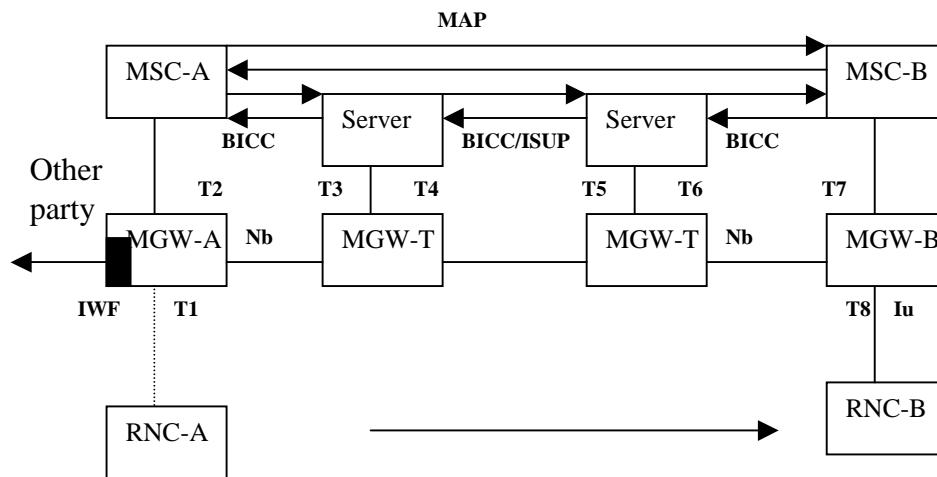 MAP
MSC-A
MSC-B
Server
Server
BICC
BICC/ISUP
BICC
Other
party
T2
T3
T4
T5
T6
T7
MGW-A
Nb
MGW-T
MGW-T
Nb
MGW-B
IWF
T1
T8
Iu
RNC-A
RNC-B